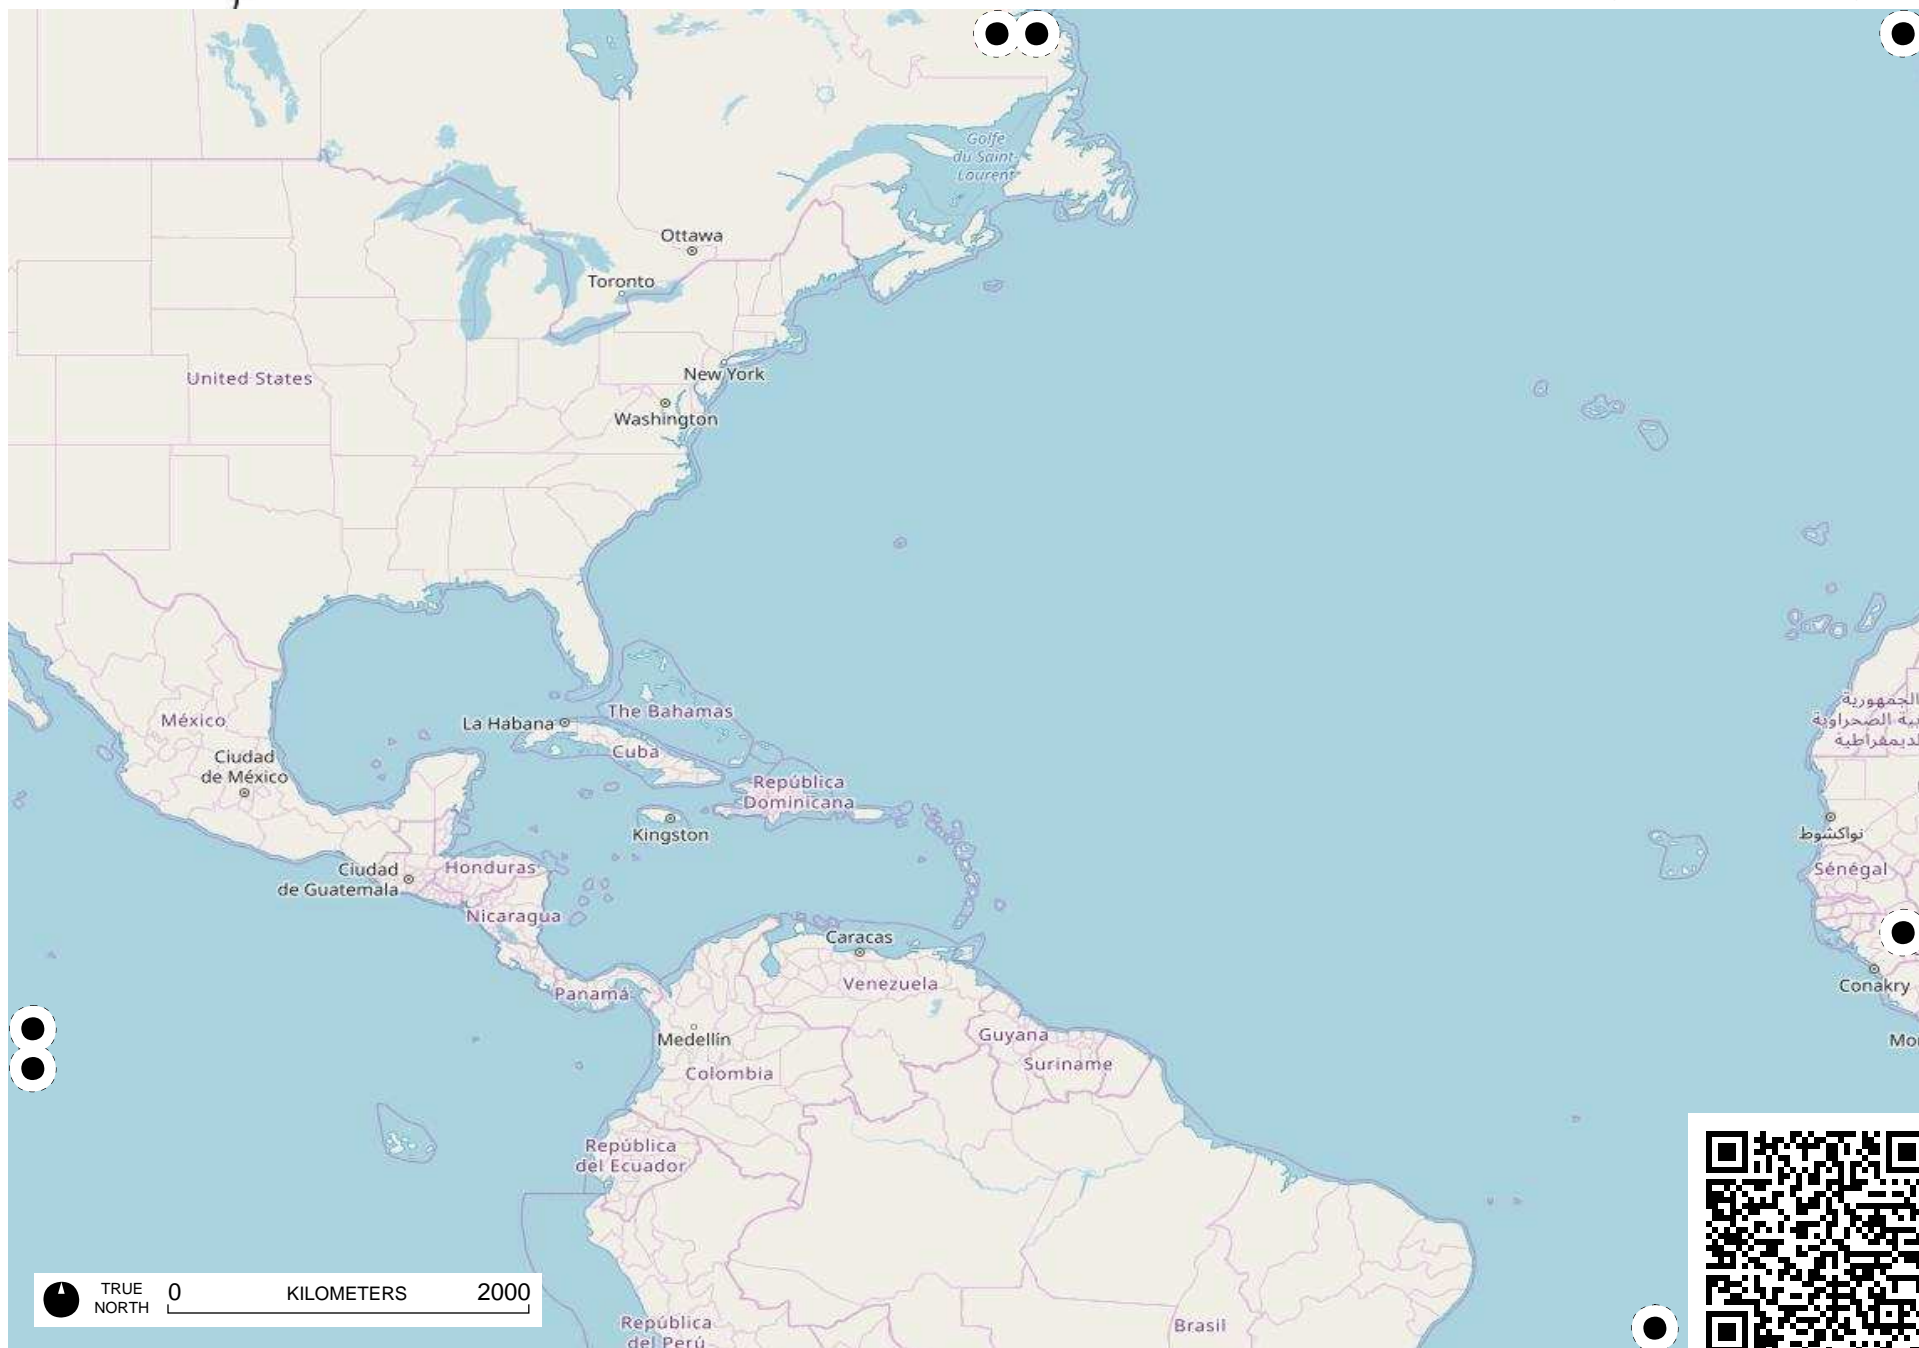 Golfe
du Saint-
Laurent
Ottawa
Toronto
United States
New York
Washington
La Habana
The Bahamas
México
Cuba
Ciudad
de México
República
Dominicana
الجمهورية
الديمقراطية
Kingston
نواكشوط
Ciudad
de Guatemala
Honduras
Sénégal
Nicaragua
Caracas
Venezuela
Panamá
Conakry
Medellín
Guyana
Colombia
Suriname
República
del Ecuador
TRUE
NORTH
0 KILOMETERS 2000
República
del Perú
Brasil